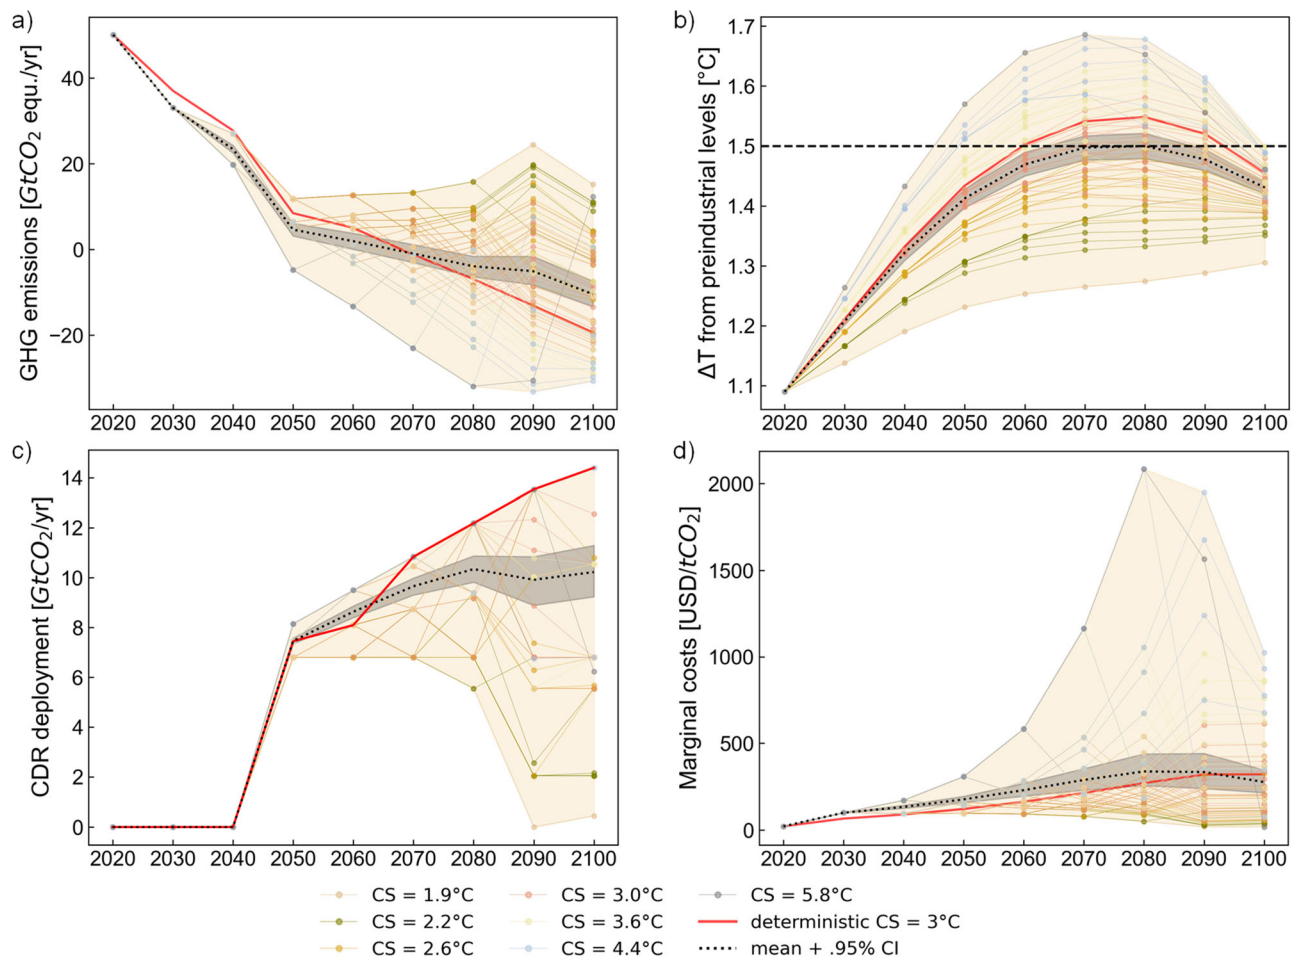 a)
GHG emissions [GtCO2 equ./yr]
40
20
0
−20
2020 2030 2040 2050 2060 2070 2080 2090 2100
b)
ΔT from preindustrial levels [°C]
1.7
1.6
1.5
1.4
1.3
1.2
1.1
2020 2030 2040 2050 2060 2070 2080 2090 2100
c)
CDR deployment [GtCO2/yr]
14
12
10
8
6
4
2
0
2020 2030 2040 2050 2060 2070 2080 2090 2100
d)
Marginal costs [USD/tCO2]
2000
1500
1000
500
0
2020 2030 2040 2050 2060 2070 2080 2090 2100
CS = 1.9°C
CS = 2.2°C
CS = 2.6°C
CS = 3.0°C
CS = 3.6°C
CS = 4.4°C
CS = 5.8°C
deterministic CS = 3°C
mean + .95% CI